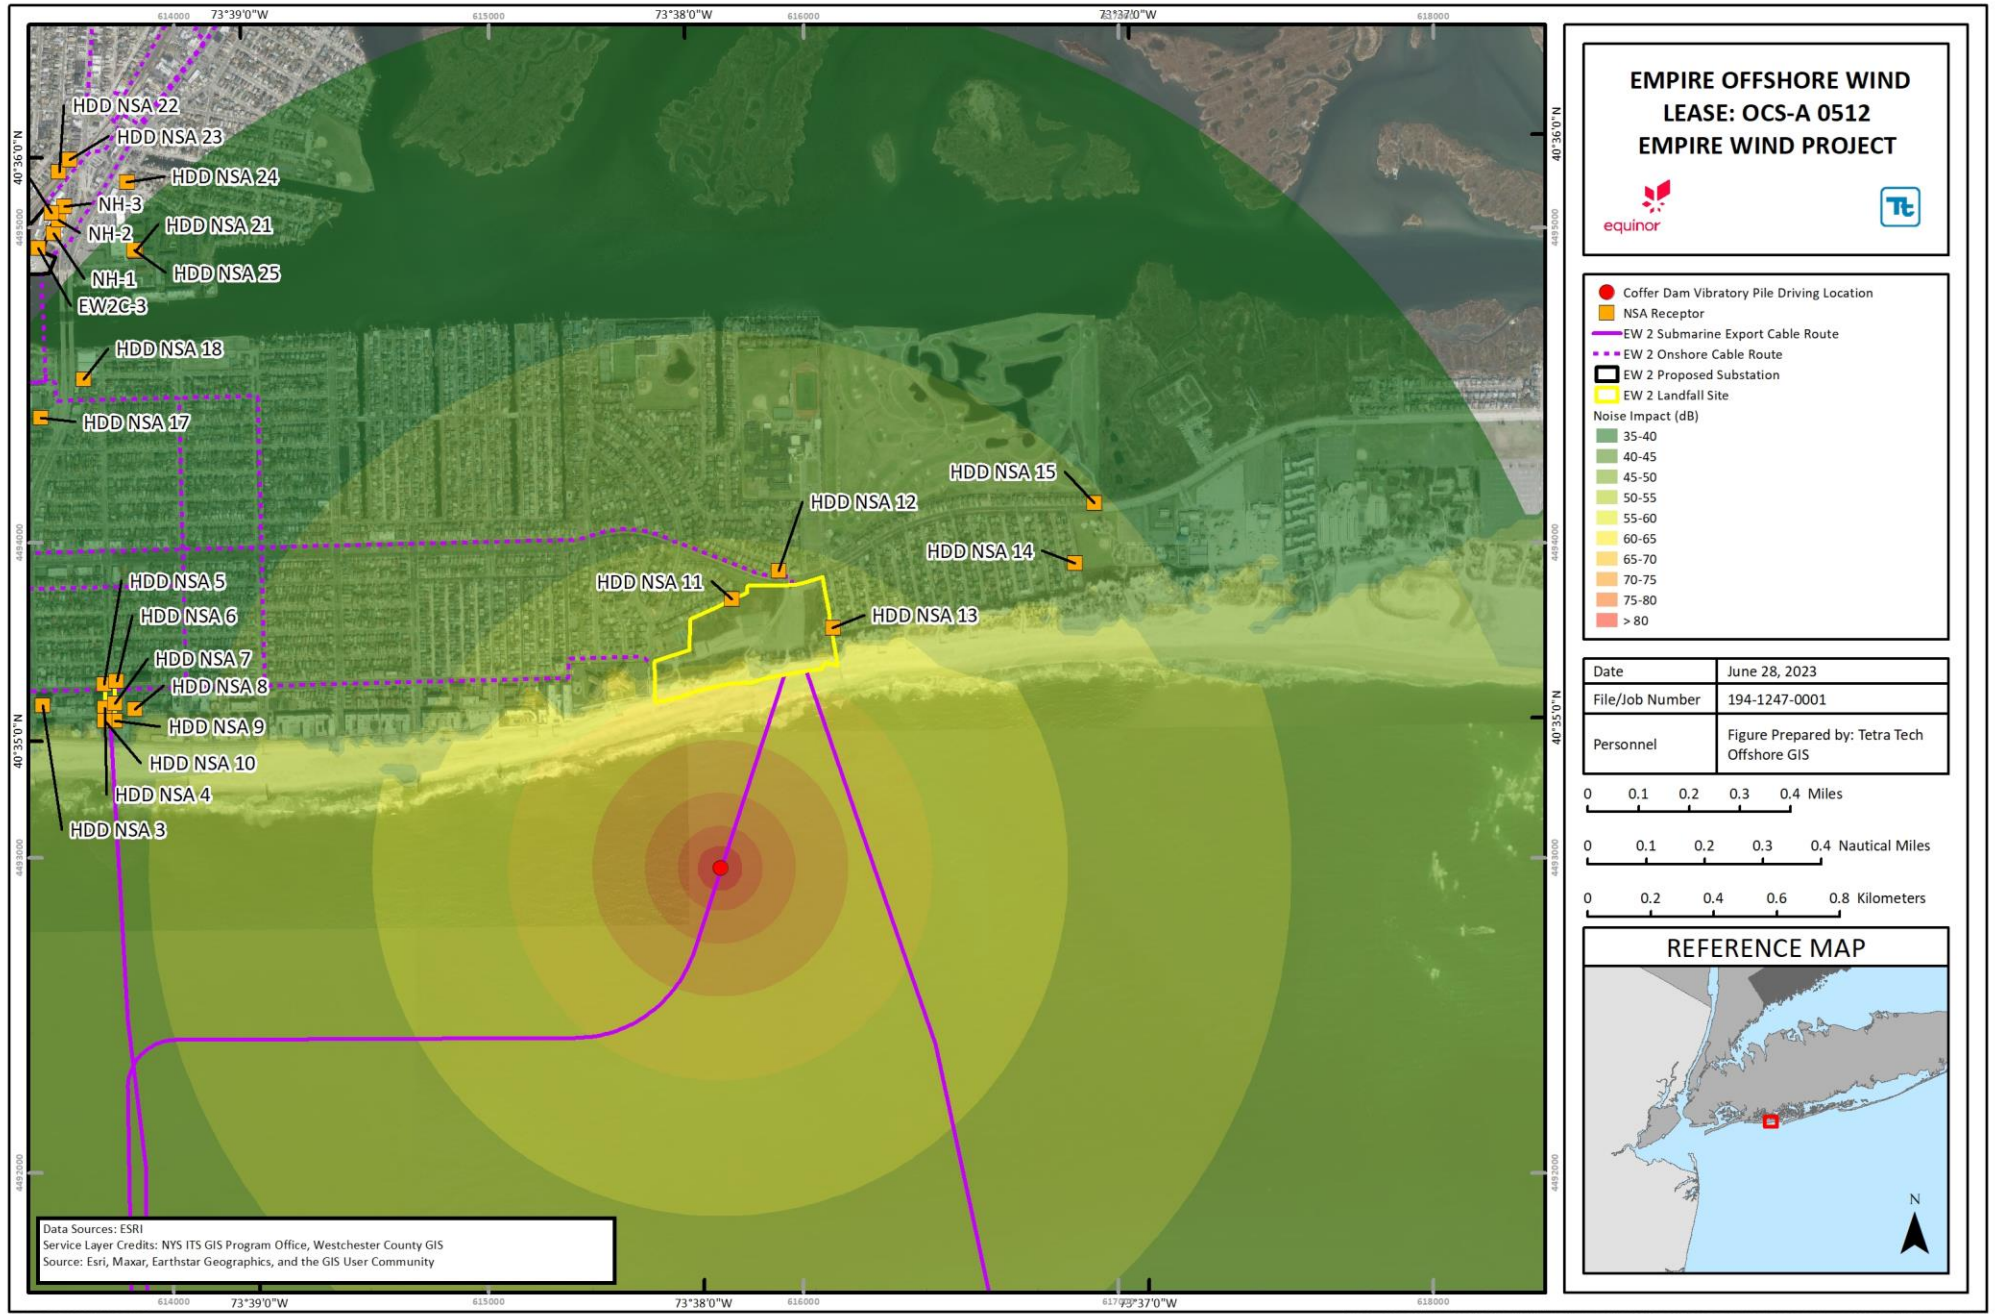 614000
73°39'0"W
615000
73°38'0"W
616000
73°37'0"W
618000
40°36'0"N
4495000
4494000
40°35'0"N
4493000
4492000
HDD NSA 22
HDD NSA 23
HDD NSA 24
NH-3
HDD NSA 21
NH-2
HDD NSA 25
NH-1
EW2C-3
HDD NSA 18
HDD NSA 17
HDD NSA 15
HDD NSA 12
HDD NSA 14
HDD NSA 11
HDD NSA 13
HDD NSA 5
HDD NSA 6
HDD NSA 7
HDD NSA 8
HDD NSA 9
HDD NSA 10
HDD NSA 4
HDD NSA 3
Data Sources: ESRI
Service Layer Credits: NYS ITS GIS Program Office, Westchester County GIS
Source: Esri, Maxar, Earthstar Geographics, and the GIS User Community
40°36'0"N
4495000
4494000
40°35'0"N
4493000
4492000
614000
73°39'0"W
615000
73°38'0"W
616000
73°37'0"W
618000
EMPIRE OFFSHORE WIND
LEASE: OCS-A 0512
EMPIRE WIND PROJECT
equinor
Tt
Coffer Dam Vibratory Pile Driving Location
NSA Receptor
EW 2 Submarine Export Cable Route
EW 2 Onshore Cable Route
EW 2 Proposed Substation
EW 2 Landfall Site
Noise Impact (dB)
35-40
40-45
45-50
50-55
55-60
60-65
65-70
70-75
75-80
> 80
Date June 28, 2023
File/Job Number 194-1247-0001
Personnel Figure Prepared by: Tetra Tech
Offshore GIS
0 0.1 0.2 0.3 0.4 Miles
0 0.1 0.2 0.3 0.4 Nautical Miles
0 0.2 0.4 0.6 0.8 Kilometers
REFERENCE MAP
N